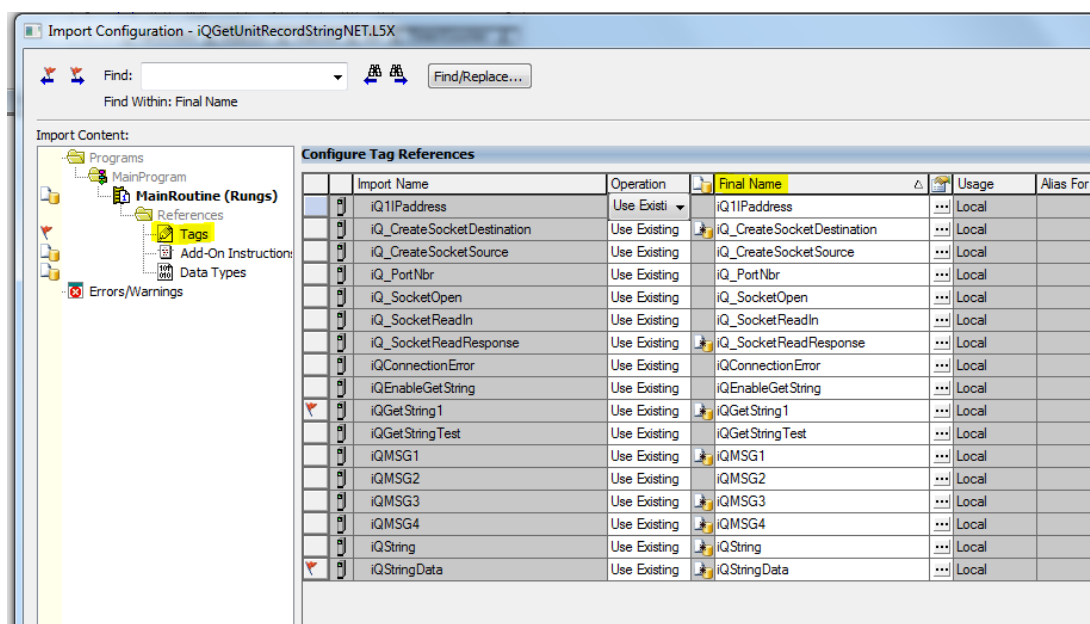 Import Configuration - iQGetUnitRecordStringNET.L5X
Find:
Find/Replace...
Find Within: Final Name
Import Content:
Programs
MainProgram
MainRoutine (Rungs)
References
Tags
Add-On Instructions
Data Types
Errors/Warnings
Configure Tag References
Import Name Operation Final Name Usage Alias For
iQ1IPaddress Use Existi iQ1IPaddress ... Local
iQ_CreateSocketDestination Use Existing iQ_CreateSocketDestination ... Local
iQ_CreateSocketSource Use Existing iQ_CreateSocketSource ... Local
iQ_PortNbr Use Existing iQ_PortNbr ... Local
iQ_SocketOpen Use Existing iQ_SocketOpen ... Local
iQ_SocketReadIn Use Existing iQ_SocketReadIn ... Local
iQ_SocketReadResponse Use Existing iQ_SocketReadResponse ... Local
iQConnectionError Use Existing iQConnectionError ... Local
iQEnableGetString Use Existing iQEnableGetString ... Local
iQGetString1 Use Existing iQGetString1 ... Local
iQGetStringTest Use Existing iQGetStringTest ... Local
iQMSG1 Use Existing iQMSG1 ... Local
iQMSG2 Use Existing iQMSG2 ... Local
iQMSG3 Use Existing iQMSG3 ... Local
iQMSG4 Use Existing iQMSG4 ... Local
iQString Use Existing iQString ... Local
iQStringData Use Existing iQStringData ... Local